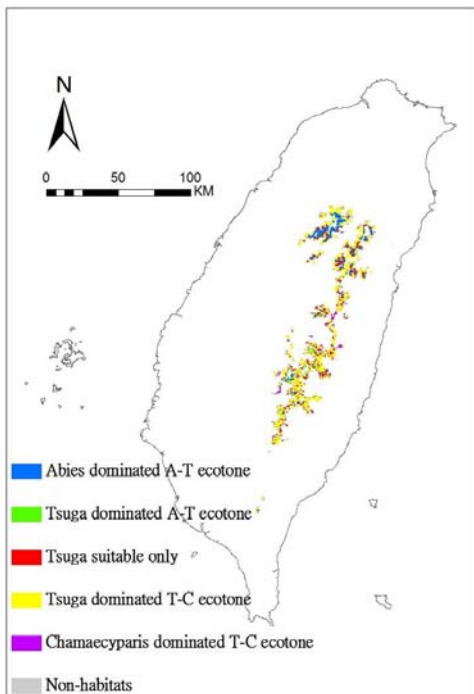 N
0 50 100
KM
Abies dominated A-T ecotone
Tsuga dominated A-T ecotone
Tsuga suitable only
Tsuga dominated T-C ecotone
Chamaecyparis dominated T-C ecotone
Non-habitats